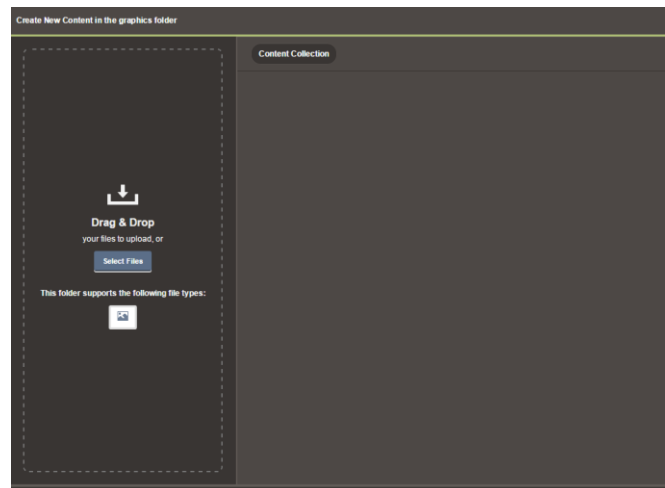 Create New Content in the graphics folder
Content Collection
Drag & Drop
your files to upload, or
Select Files
This folder supports the following file types: